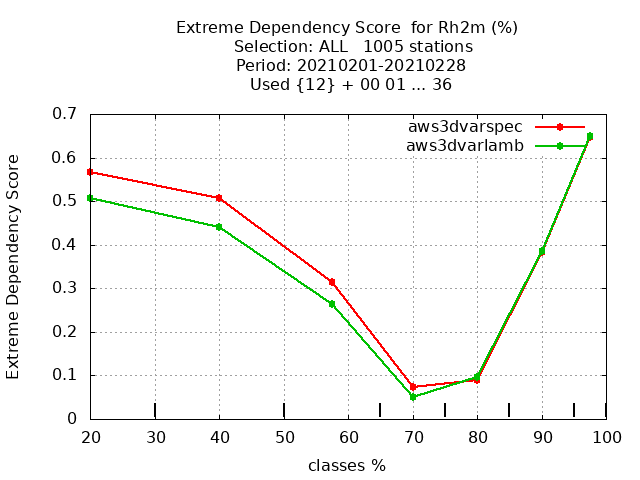 Extreme Dependency Score  for Rh2m (%)
Selection: ALL   1005 stations
Period: 20210201-20210228
Used {12} + 00 01 ... 36
aws3dvarspec
aws3dvarlamb
Extreme Dependency Score
0.7
0.6
0.5
0.4
0.3
0.2
0.1
0
20 30 40 50 60 70 80 90 100
classes %